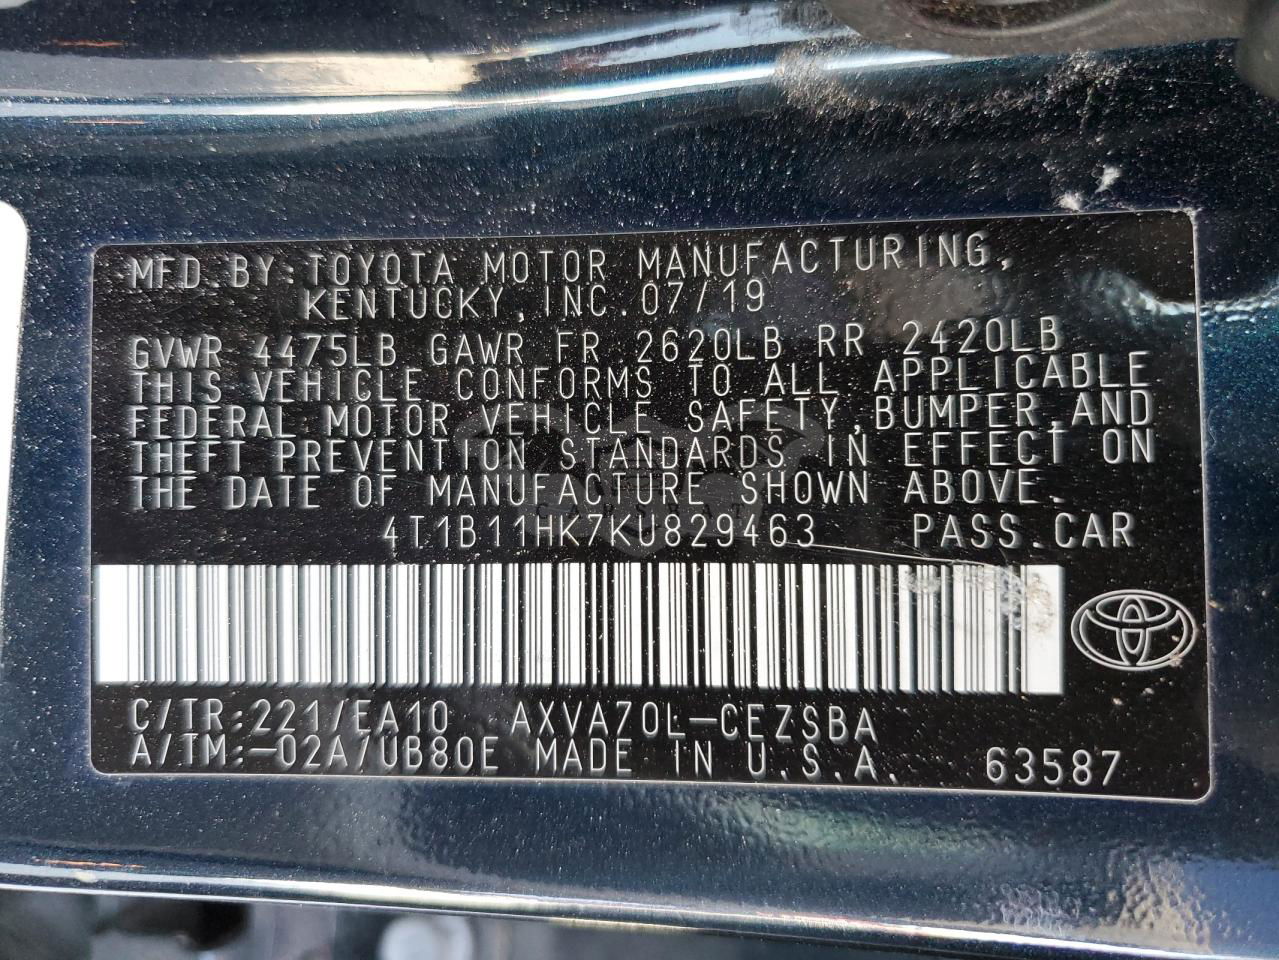 MFD.BY:TOYOTA MOTOR MANUFACTURING,
KENTUCKY,INC.07/19
GVWR 4475LB GAWR FR 2620LB RR 2420LB
THIS VEHICLE CONFORMS TO ALL APPLICABLE
FEDERAL MOTOR VEHICLE SAFETY,BUMPER,AND
THEFT PREVENTION STANDARDS IN EFFECT ON
THE DATE OF MANUFACTURE SHOWN ABOVE.
4T1B11HK7KU829463 PASS.CAR
C/TR:221/EA10 AXVA70L-CEZSBA
A/TM:-02A/UB80E MADE IN U.S.A. 63587